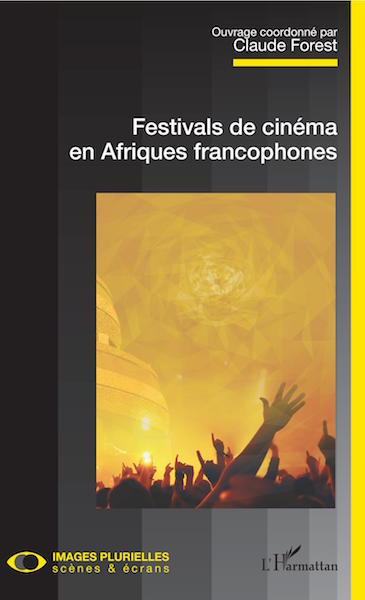 Ouvrage coordonné par
Claude Forest
Festivals de cinéma
en Afriques francophones
IMAGES PLURIELLES
scènes & écrans
L'Harmattan